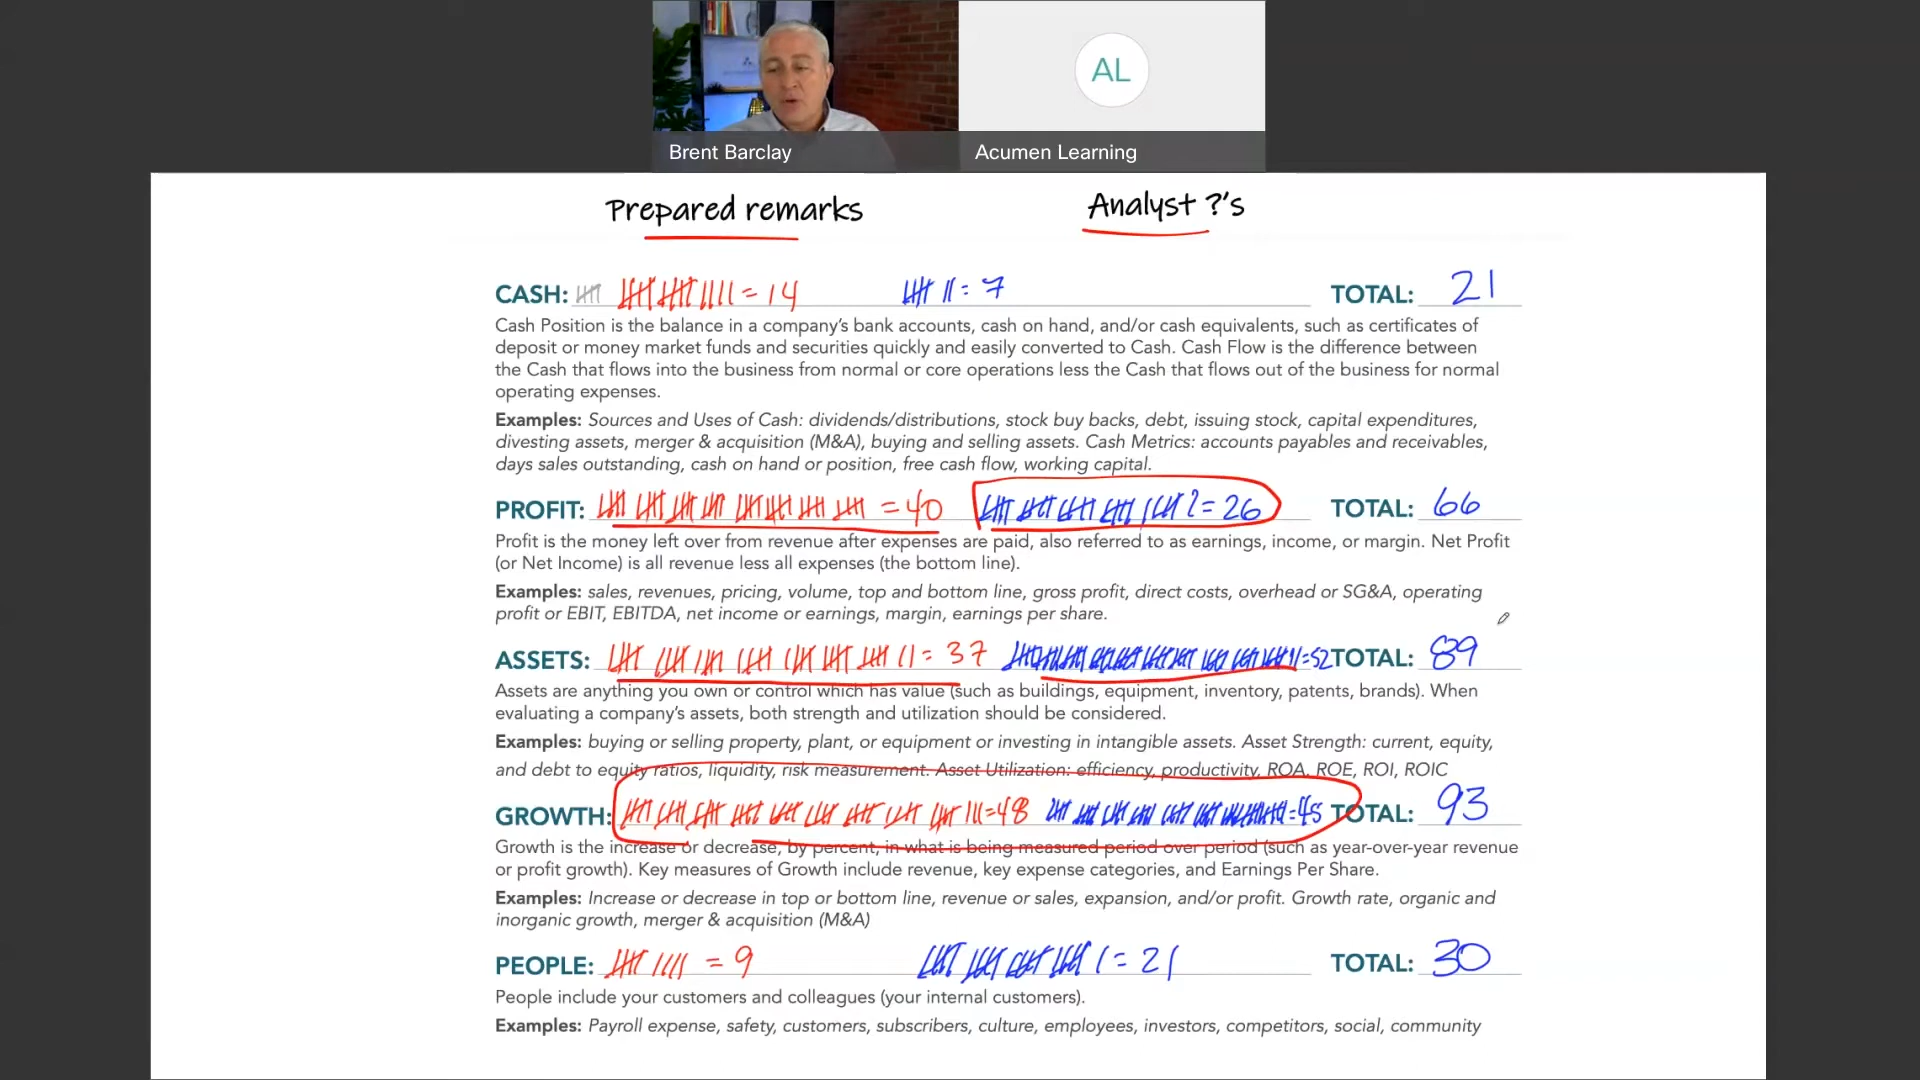 AL
Brent Barclay
Acumen Learning
Prepared remarks
Analyst ?'s
CASH: = 14 = 7 TOTAL: 21
Cash Position is the balance in a company's bank accounts, cash on hand, and/or cash equivalents, such as certificates of
deposit or money market funds and securities quickly and easily converted to Cash. Cash Flow is the difference between
the Cash that flows into the business from normal or core operations less the Cash that flows out of the business for normal
operating expenses.
Examples: Sources and Uses of Cash: dividends/distributions, stock buy backs, debt, issuing stock, capital expenditures,
divesting assets, merger & acquisition (M&A), buying and selling assets. Cash Metrics: accounts payables and receivables,
days sales outstanding, cash on hand or position, free cash flow, working capital.
PROFIT: = 40 = 26 TOTAL: 66
Profit is the money left over from revenue after expenses are paid, also referred to as earnings, income, or margin. Net Profit
(or Net Income) is all revenue less all expenses (the bottom line).
Examples: sales, revenues, pricing, volume, top and bottom line, gross profit, direct costs, overhead or SG&A, operating
profit or EBIT, EBITDA, net income or earnings, margin, earnings per share.
ASSETS: = 37 = 52 TOTAL: 89
Assets are anything you own or control which has value (such as buildings, equipment, inventory, patents, brands). When
evaluating a company's assets, both strength and utilization should be considered.
Examples: buying or selling property, plant, or equipment or investing in intangible assets. Asset Strength: current, equity,
and debt to equity ratios, liquidity, risk measurement. Asset Utilization: efficiency, productivity, ROA, ROE, ROI, ROIC
GROWTH: = 48 = 45 TOTAL: 93
Growth is the increase or decrease, by percent, in what is being measured period over period (such as year-over-year revenue
or profit growth). Key measures of Growth include revenue, key expense categories, and Earnings Per Share.
Examples: Increase or decrease in top or bottom line, revenue or sales, expansion, and/or profit. Growth rate, organic and
inorganic growth, merger & acquisition (M&A)
PEOPLE: = 9 = 21 TOTAL: 30
People include your customers and colleagues (your internal customers).
Examples: Payroll expense, safety, customers, subscribers, culture, employees, investors, competitors, social, community